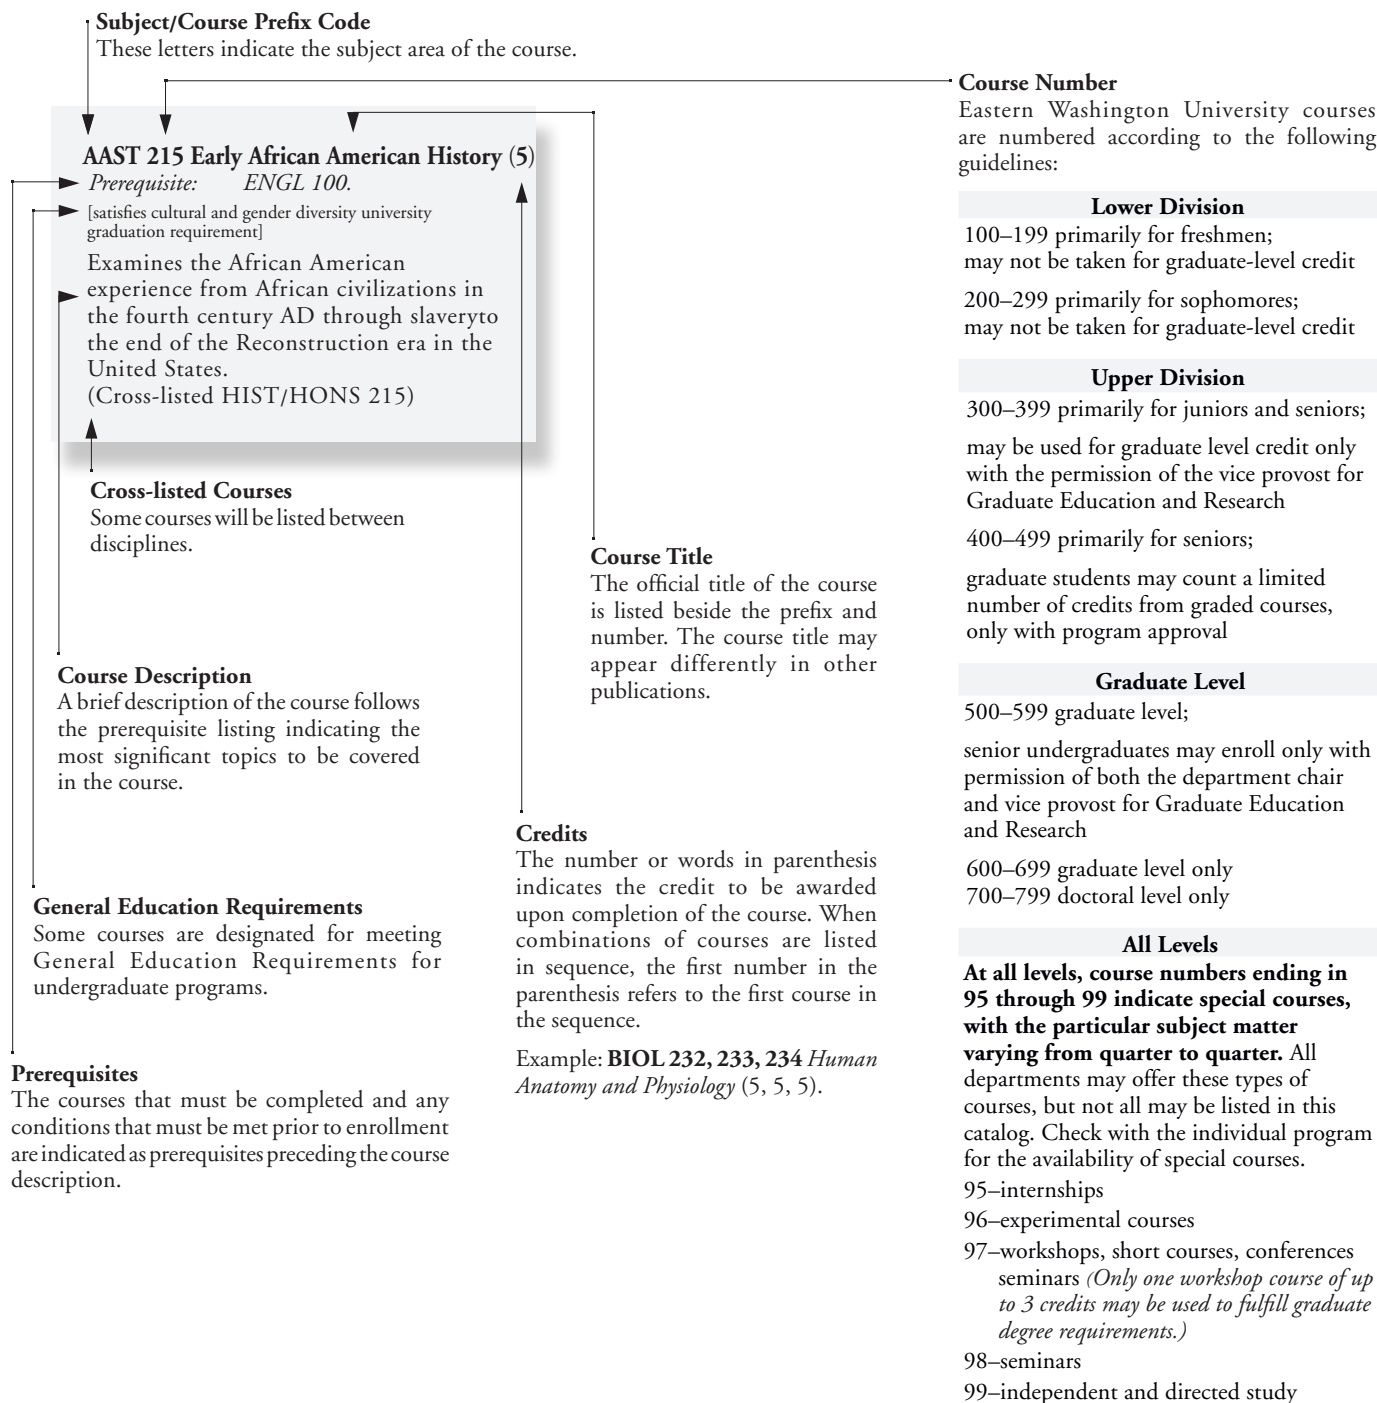 Subject/Course Prefix Code
These letters indicate the subject area of the course.
AAST 215 Early African American History (5)
Prerequisite: ENGL 100.
[satisfies cultural and gender diversity university
graduation requirement]
Examines the African American
experience from African civilizations in
the fourth century AD through slaveryto
the end of the Reconstruction era in the
United States.
(Cross-listed HIST/HONS 215)
Cross-listed Courses
Some courses will be listed between
disciplines.
Course Title
The official title of the course
is listed beside the prefix and
number. The course title may
appear differently in other
publications.
Course Description
A brief description of the course follows
the prerequisite listing indicating the
most significant topics to be covered
in the course.
Credits
The number or words in parenthesis
indicates the credit to be awarded
upon completion of the course. When
combinations of courses are listed
in sequence, the first number in the
parenthesis refers to the first course in
the sequence.
Example: BIOL 232, 233, 234 Human
Anatomy and Physiology (5, 5, 5).
General Education Requirements
Some courses are designated for meeting
General Education Requirements for
undergraduate programs.
Prerequisites
The courses that must be completed and any
conditions that must be met prior to enrollment
are indicated as prerequisites preceding the course
description.
Course Number
Eastern Washington University courses
are numbered according to the following
guidelines:
Lower Division
100–199 primarily for freshmen;
may not be taken for graduate-level credit
200–299 primarily for sophomores;
may not be taken for graduate-level credit
Upper Division
300–399 primarily for juniors and seniors;
may be used for graduate level credit only
with the permission of the vice provost for
Graduate Education and Research
400–499 primarily for seniors;
graduate students may count a limited
number of credits from graded courses,
only with program approval
Graduate Level
500–599 graduate level;
senior undergraduates may enroll only with
permission of both the department chair
and vice provost for Graduate Education
and Research
600–699 graduate level only
700–799 doctoral level only
All Levels
At all levels, course numbers ending in
95 through 99 indicate special courses,
with the particular subject matter
varying from quarter to quarter. All
departments may offer these types of
courses, but not all may be listed in this
catalog. Check with the individual program
for the availability of special courses.
95–internships
96–experimental courses
97–workshops, short courses, conferences
seminars (Only one workshop course of up
to 3 credits may be used to fulfill graduate
degree requirements.)
98–seminars
99–independent and directed study